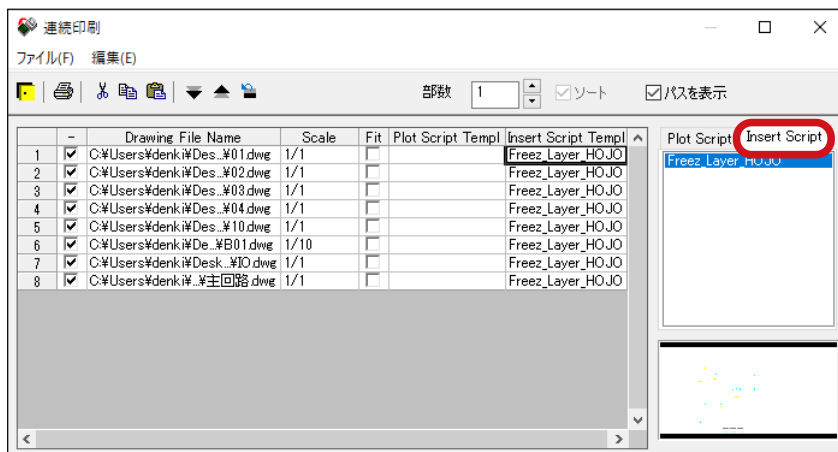 連続印刷
ファイル(F) 編集(E)
部数 1 ソート パスを表示
- Drawing File Name Scale Fit Plot Script Templ Insert Script Templ
1 C:¥Users¥denki¥Des...¥01.dwg 1/1 Freez_Layer_HOJO
2 C:¥Users¥denki¥Des...¥02.dwg 1/1 Freez_Layer_HOJO
3 C:¥Users¥denki¥Des...¥03.dwg 1/1 Freez_Layer_HOJO
4 C:¥Users¥denki¥Des...¥04.dwg 1/1 Freez_Layer_HOJO
5 C:¥Users¥denki¥Des...¥10.dwg 1/1 Freez_Layer_HOJO
6 C:¥Users¥denki¥De...¥B01.dwg 1/10 Freez_Layer_HOJO
7 C:¥Users¥denki¥Desk...¥IO.dwg 1/1 Freez_Layer_HOJO
8 C:¥Users¥denki¥...¥主回路.dwg 1/1 Freez_Layer_HOJO
Plot Script Insert Script
Freez_Layer_HOJO